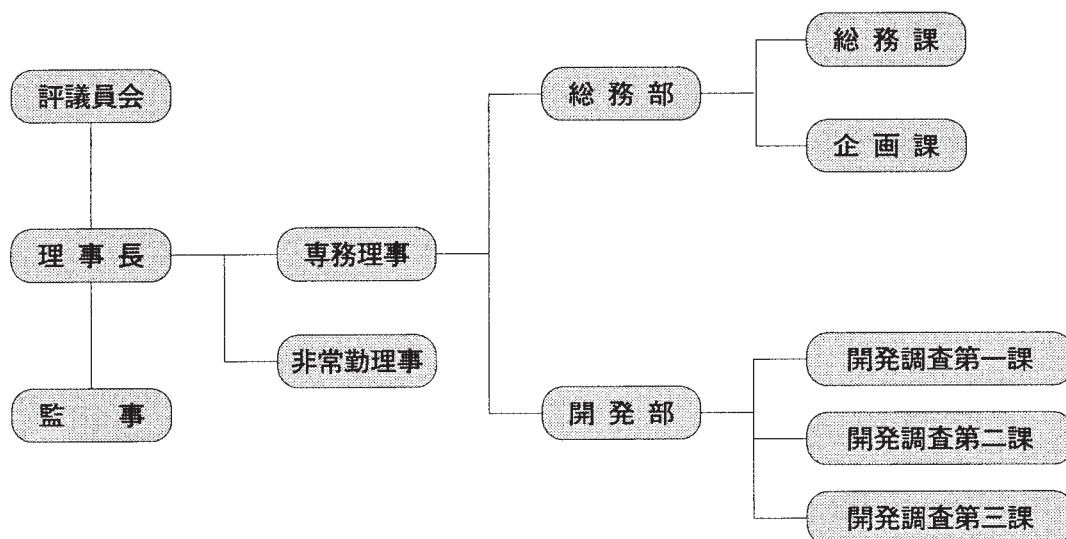 評議員会
理事長
監事
専務理事
非常勤理事
総務部
開発部
総務課
企画課
開発調査第一課
開発調査第二課
開発調査第三課